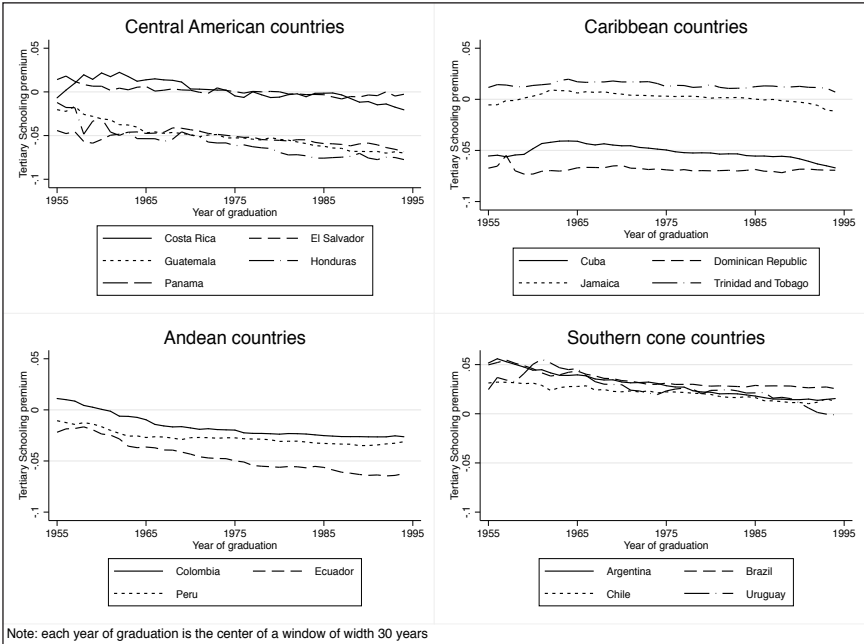 Central American countries
Tertiary Schooling premium
.05
0
-.05
-.1
1955 1965 1975 1985 1995
Year of graduation
Costa Rica El Salvador
Guatemala Honduras
Panama
Caribbean countries
Tertiary Schooling premium
.05
0
-.05
-.1
1955 1965 1975 1985 1995
Year of graduation
Cuba Dominican Republic
Jamaica Trinidad and Tobago
Andean countries
Tertiary Schooling premium
.05
0
-.05
-.1
1955 1965 1975 1985 1995
Year of graduation
Colombia Ecuador
Peru
Southern cone countries
Tertiary Schooling premium
.05
0
-.05
-.1
1955 1965 1975 1985 1995
Year of graduation
Argentina Brazil
Chile Uruguay
Note: each year of graduation is the center of a window of width 30 years